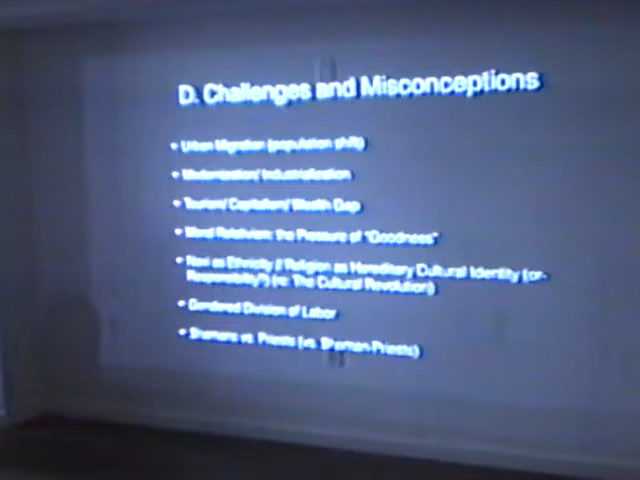 D. Challenges and Misconceptions
• Urban Migration (population shift)
• Modernization/ Industrialization
• Tourism/ Capitalism/ Wealth Gap
• Moral Relativism: the Pressure of "Goodness"
• Naxi as Ethnicity // Religion as Hereditary Cultural Identity (or-
Responsibility?) (re: The Cultural Revolution)
• Gendered Division of Labor
• Shamans vs. Priests (vs. Shaman-Priests)